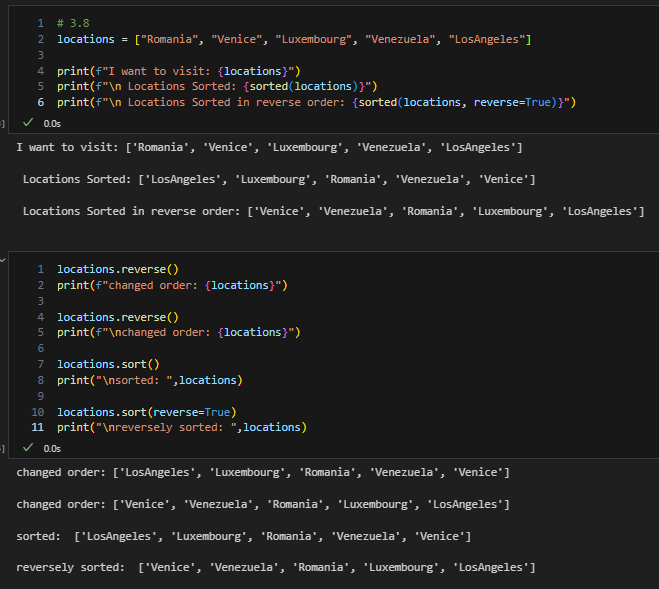 1 # 3.8
2 locations = ["Romania", "Venice", "Luxembourg", "Venezuela", "LosAngeles"]
3
4 print(f"I want to visit: {locations}")
5 print(f"\n Locations Sorted: {sorted(locations)}")
6 print(f"\n Locations Sorted in reverse order: {sorted(locations, reverse=True)}")
] ✓ 0.0s
I want to visit: ['Romania', 'Venice', 'Luxembourg', 'Venezuela', 'LosAngeles']
Locations Sorted: ['LosAngeles', 'Luxembourg', 'Romania', 'Venezuela', 'Venice']
Locations Sorted in reverse order: ['Venice', 'Venezuela', 'Romania', 'Luxembourg', 'LosAngeles']
1 locations.reverse()
2 print(f"changed order: {locations}")
3
4 locations.reverse()
5 print(f"\nchanged order: {locations}")
6
7 locations.sort()
8 print("\nsorted: ",locations)
9
10 locations.sort(reverse=True)
11 print("\nreversely sorted: ",locations)
] ✓ 0.0s
changed order: ['LosAngeles', 'Luxembourg', 'Romania', 'Venezuela', 'Venice']
changed order: ['Venice', 'Venezuela', 'Romania', 'Luxembourg', 'LosAngeles']
sorted:  ['LosAngeles', 'Luxembourg', 'Romania', 'Venezuela', 'Venice']
reversely sorted:  ['Venice', 'Venezuela', 'Romania', 'Luxembourg', 'LosAngeles']